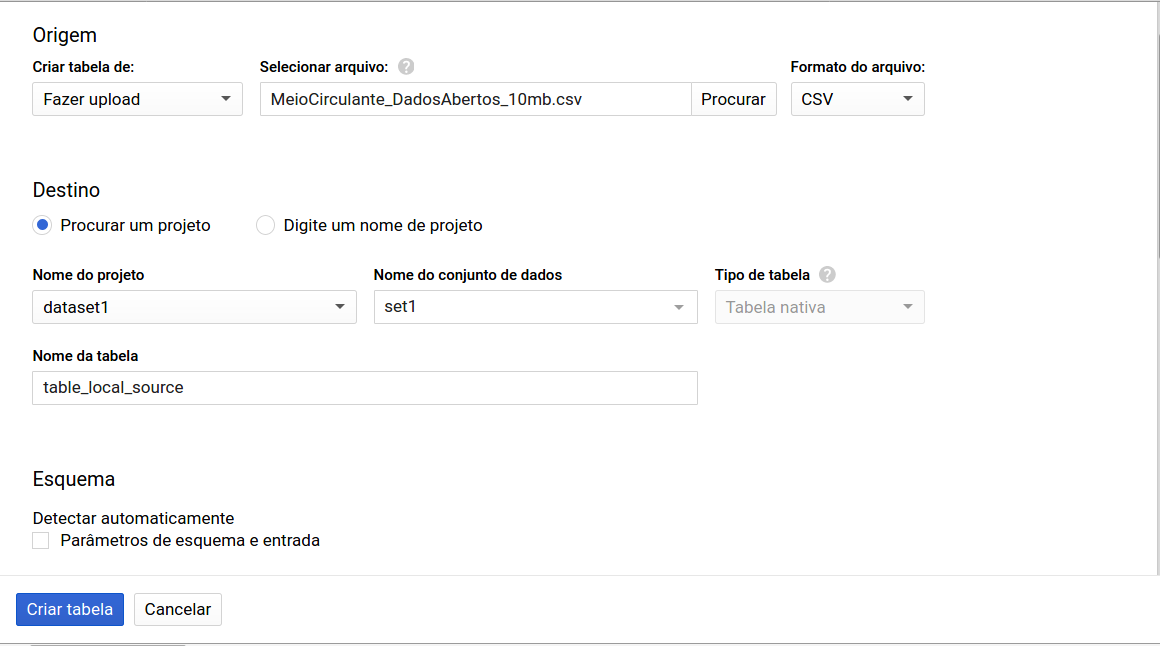 Origem
Criar tabela de: Selecionar arquivo: ? Formato do arquivo:
Fazer upload MeioCirculante_DadosAbertos_10mb.csv Procurar CSV
Destino
Procurar um projeto Digite um nome de projeto
Nome do projeto Nome do conjunto de dados Tipo de tabela ?
dataset1 set1 Tabela nativa
Nome da tabela
table_local_source
Esquema
Detectar automaticamente
Parâmetros de esquema e entrada
Criar tabela Cancelar